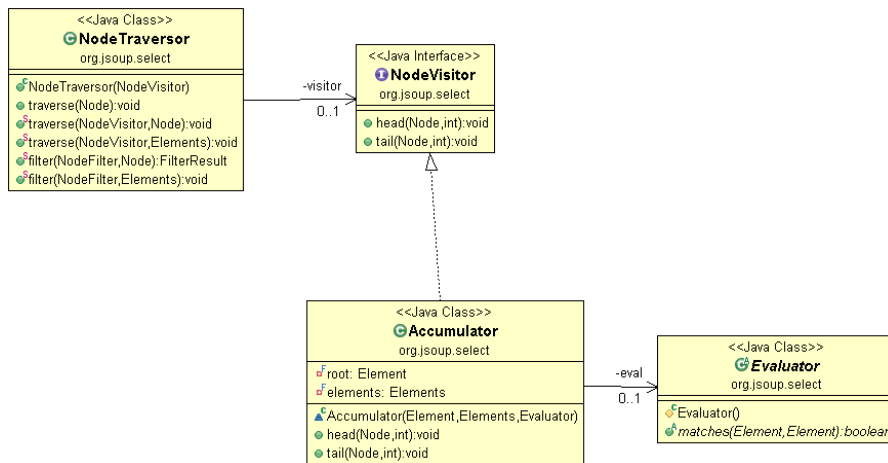 <<Java Class>>
NodeTraversor
org.jsoup.select
NodeTraversor(NodeVisitor)
traverse(Node):void
traverse(NodeVisitor,Node):void
traverse(NodeVisitor,Elements):void
filter(NodeFilter,Node):FilterResult
filter(NodeFilter,Elements):void
-visitor
0..1
<<Java Interface>>
NodeVisitor
org.jsoup.select
head(Node,int):void
tail(Node,int):void
<<Java Class>>
Accumulator
org.jsoup.select
root: Element
elements: Elements
Accumulator(Element,Elements,Evaluator)
head(Node,int):void
tail(Node,int):void
-eval
0..1
<<Java Class>>
Evaluator
org.jsoup.select
Evaluator()
matches(Element,Element):boolean